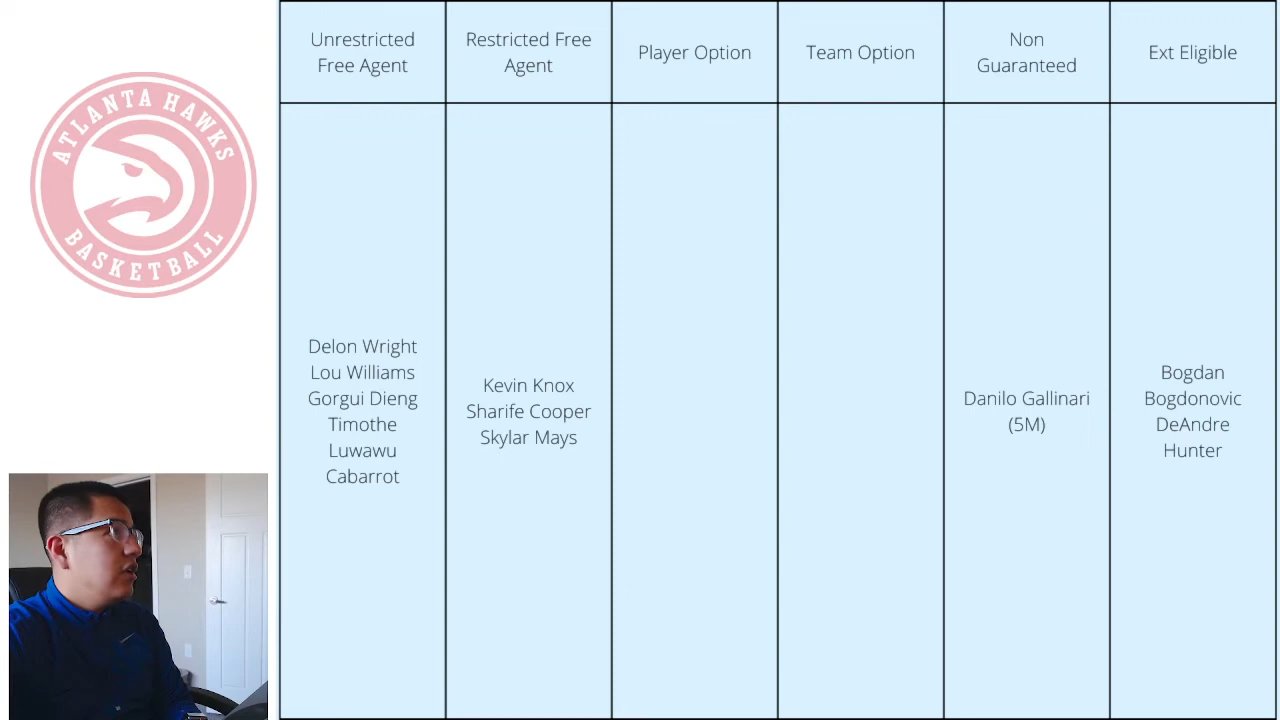 ATLANTA HAWKS
BASKETBALL
Unrestricted
Free Agent
Restricted Free
Agent
Player Option
Team Option
Non
Guaranteed
Ext Eligible
Delon Wright
Lou Williams
Gorgui Dieng
Timothe
Luwawu
Cabarrot
Kevin Knox
Sharife Cooper
Skylar Mays
Danilo Gallinari
(5M)
Bogdan
Bogdonovic
DeAndre
Hunter